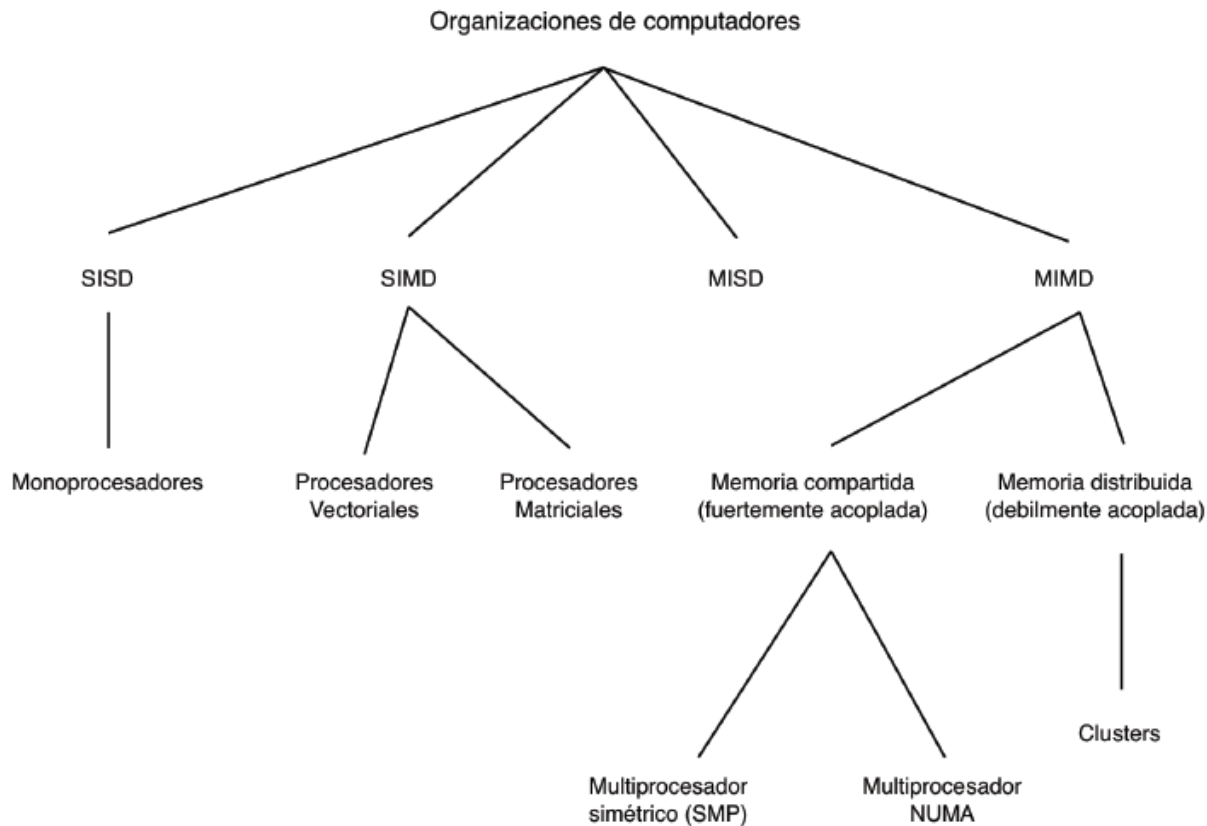 Organizaciones de computadores
SISD
SIMD
MISD
MIMD
Monoprocesadores
Procesadores
Vectoriales
Procesadores
Matriciales
Memoria compartida
(fuertemente acoplada)
Memoria distribuida
(debilmente acoplada)
Clusters
Multiprocesador
simétrico (SMP)
Multiprocesador
NUMA